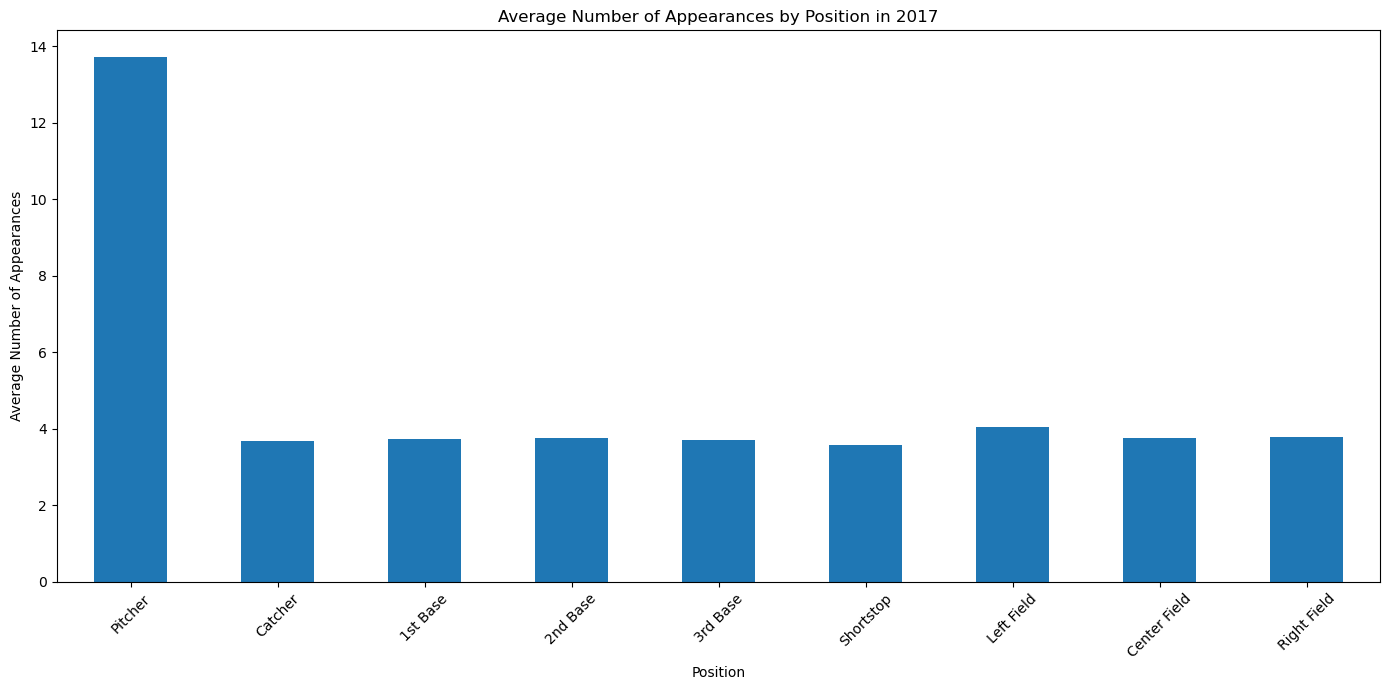 Average Number of Appearances by Position in 2017
Average Number of Appearances
14
12
10
8
6
4
2
0
Pitcher
Catcher
1st Base
2nd Base
3rd Base
Shortstop
Left Field
Center Field
Right Field
Position